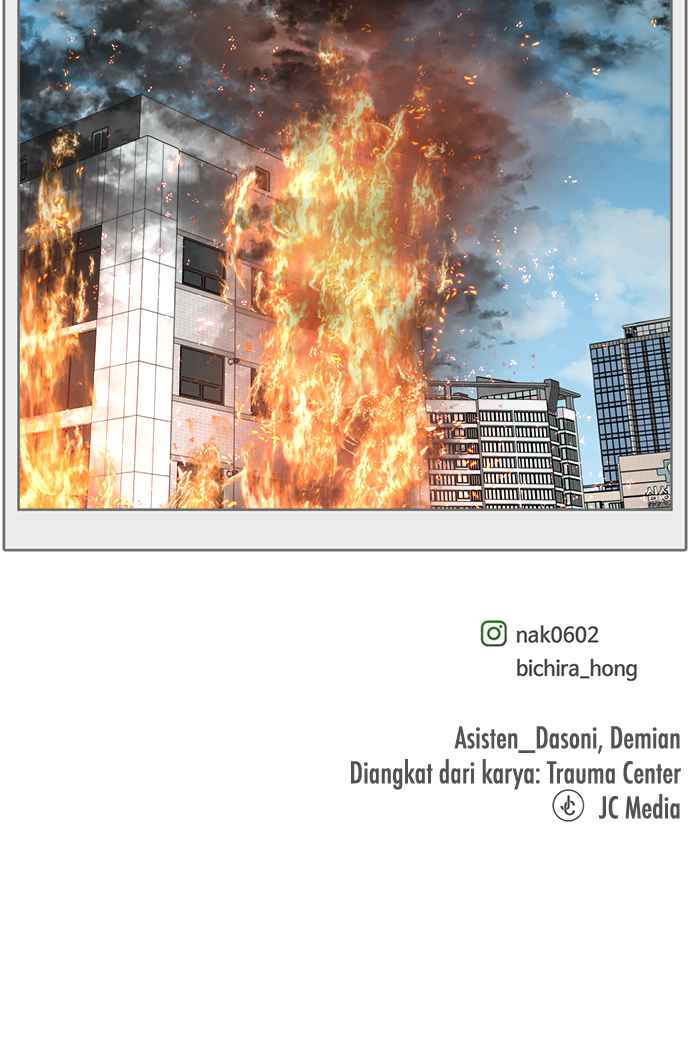 nak0602
bichira_hong
Asisten_Dasoni, Demian
Diangkat dari karya: Trauma Center
JC Media